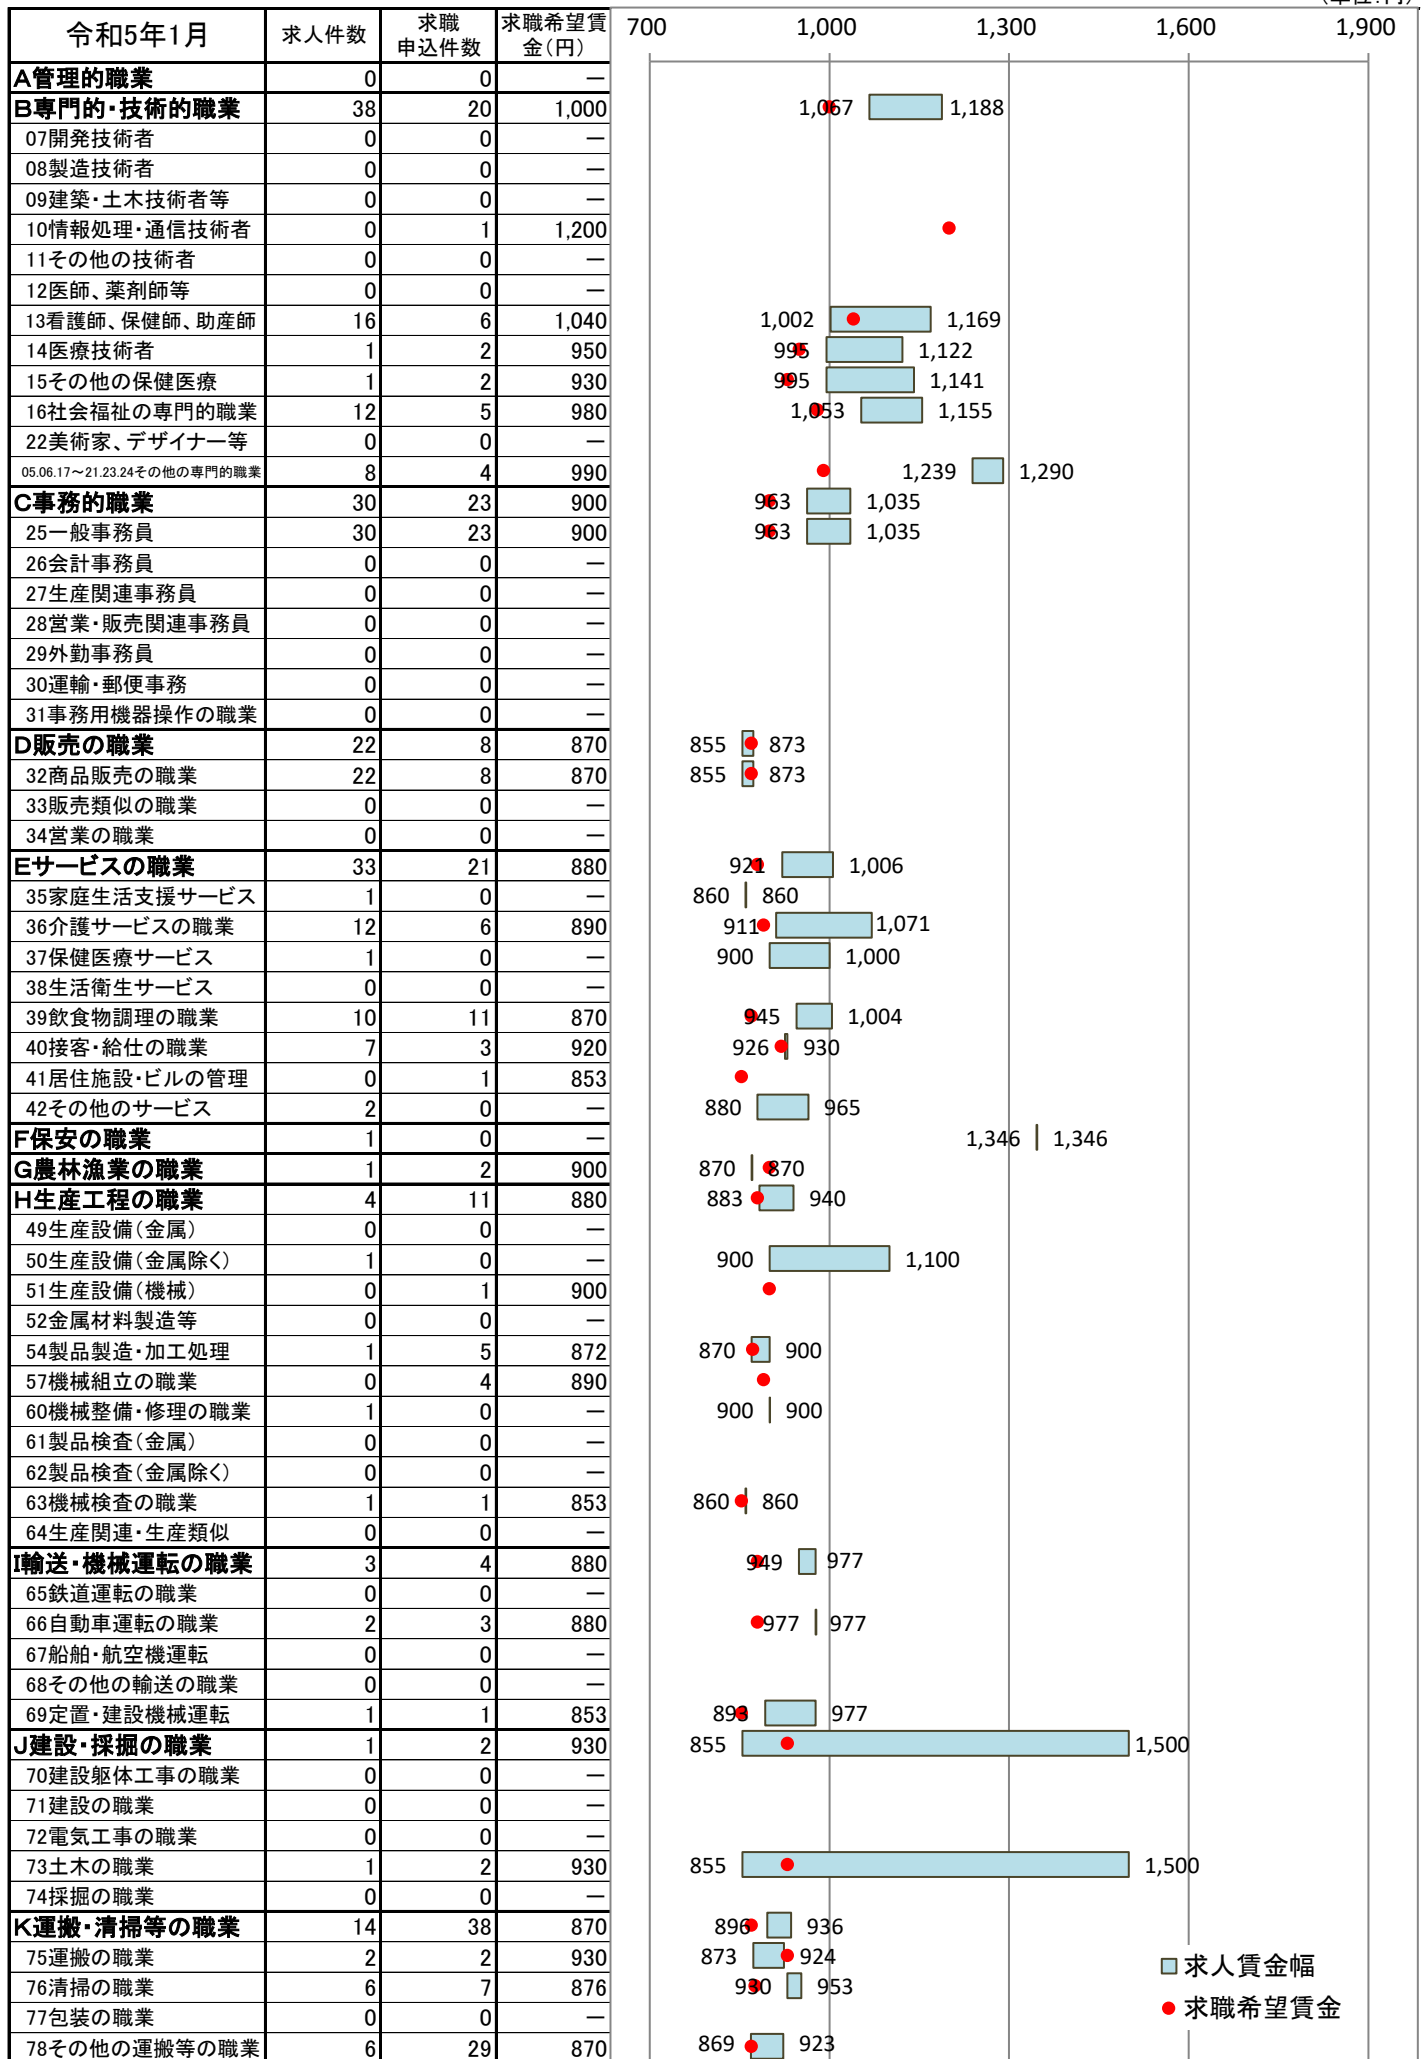 (単位:円)
令和5年1月 求人件数 求職申込件数 求職希望賃金(円) 700 1,000 1,300 1,600 1,900
A管理的職業 0 0 ―
B専門的・技術的職業 38 20 1,000 1,067 1,188
07開発技術者 0 0 ―
08製造技術者 0 0 ―
09建築・土木技術者等 0 0 ―
10情報処理・通信技術者 0 1 1,200
11その他の技術者 0 0 ―
12医師、薬剤師等 0 0 ―
13看護師、保健師、助産師 16 6 1,040 1,002 1,169
14医療技術者 1 2 950 995 1,122
15その他の保健医療 1 2 930 995 1,141
16社会福祉の専門的職業 12 5 980 1,053 1,155
22美術家、デザイナー等 0 0 ―
05.06.17～21.23.24その他の専門的職業 8 4 990 1,239 1,290
C事務的職業 30 23 900 963 1,035
25一般事務員 30 23 900 963 1,035
26会計事務員 0 0 ―
27生産関連事務員 0 0 ―
28営業・販売関連事務員 0 0 ―
29外勤事務員 0 0 ―
30運輸・郵便事務 0 0 ―
31事務用機器操作の職業 0 0 ―
D販売の職業 22 8 870 855 873
32商品販売の職業 22 8 870 855 873
33販売類似の職業 0 0 ―
34営業の職業 0 0 ―
Eサービスの職業 33 21 880 921 1,006
35家庭生活支援サービス 1 0 ― 860 860
36介護サービスの職業 12 6 890 911 1,071
37保健医療サービス 1 0 ― 900 1,000
38生活衛生サービス 0 0 ―
39飲食物調理の職業 10 11 870 945 1,004
40接客・給仕の職業 7 3 920 926 930
41居住施設・ビルの管理 0 1 853
42その他のサービス 2 0 ― 880 965
F保安の職業 1 0 ― 1,346 1,346
G農林漁業の職業 1 2 900 870 870
H生産工程の職業 4 11 880 883 940
49生産設備(金属) 0 0 ―
50生産設備(金属除く) 1 0 ― 900 1,100
51生産設備(機械) 0 1 900
52金属材料製造等 0 0 ―
54製品製造・加工処理 1 5 872 870 900
57機械組立の職業 0 4 890
60機械整備・修理の職業 1 0 ― 900 900
61製品検査(金属) 0 0 ―
62製品検査(金属除く) 0 0 ―
63機械検査の職業 1 1 853 860 860
64生産関連・生産類似 0 0 ―
I輸送・機械運転の職業 3 4 880 949 977
65鉄道運転の職業 0 0 ―
66自動車運転の職業 2 3 880 977 977
67船舶・航空機運転 0 0 ―
68その他の輸送の職業 0 0 ―
69定置・建設機械運転 1 1 853 893 977
J建設・採掘の職業 1 2 930 855 1,500
70建設躯体工事の職業 0 0 ―
71建設の職業 0 0 ―
72電気工事の職業 0 0 ―
73土木の職業 1 2 930 855 1,500
74採掘の職業 0 0 ―
K運搬・清掃等の職業 14 38 870 896 936
75運搬の職業 2 2 930 873 924
76清掃の職業 6 7 876 930 953
77包装の職業 0 0 ―
78その他の運搬等の職業 6 29 870 869 923
求人賃金幅
求職希望賃金